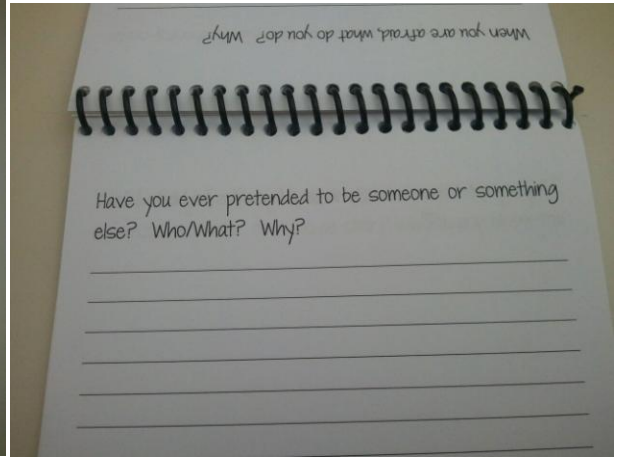 When you are afraid, what do you do? Why?
Have you ever pretended to be someone or something
else? Who/What? Why?